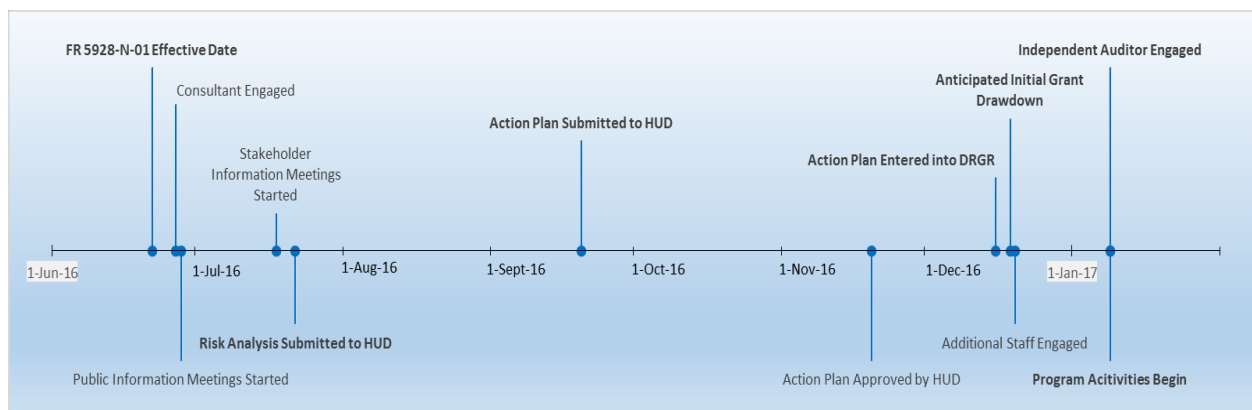 FR 5928-N-01 Effective Date
Independent Auditor Engaged
Consultant Engaged
Anticipated Initial Grant
Drawdown
Action Plan Submitted to HUD
Stakeholder
Information Meetings
Started
Action Plan Entered into DRGR
1-Jun-16
1-Jul-16
1-Aug-16
1-Sept-16
1-Oct-16
1-Nov-16
1-Dec-16
1-Jan-17
Risk Analysis Submitted to HUD
Additional Staff Engaged
Public Information Meetings Started
Action Plan Approved by HUD
Program Acitivities Begin